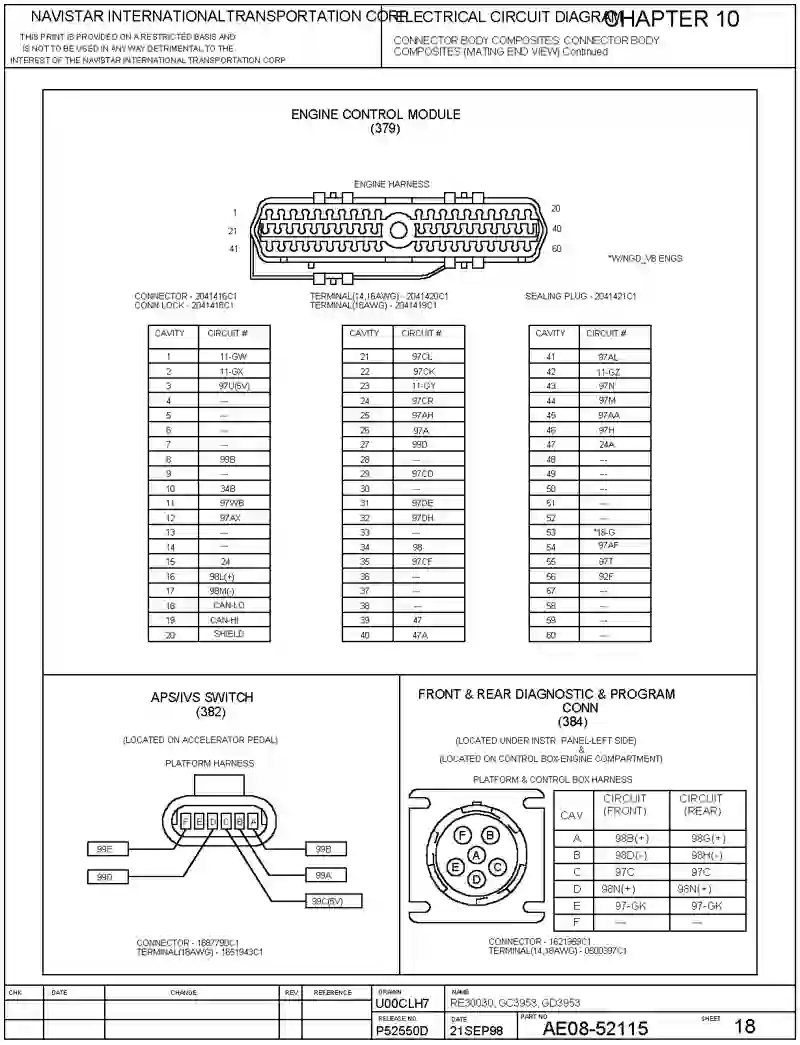 NAVISTAR INTERNATIONAL TRANSPORTATION CORP.
THIS PRINT IS PROVIDED ON A RESTRICTED BASIS AND
IS NOT TO BE USED IN ANY WAY DETRIMENTAL TO THE
INTEREST OF THE NAVISTAR INTERNATIONAL TRANSPORTATION CORP
ELECTRICAL CIRCUIT DIAGRAM
CHAPTER 10
CONNECTOR BODY COMPOSITES: CONNECTOR BODY
COMPOSITES (MATING END VIEW) Continued
ENGINE CONTROL MODULE
(379)
ENGINE HARNESS
1 20
21 40
41 60
*W/NGD_VB ENGS
CONNECTOR - 2041416C1
CONN LOCK - 2041418C1
TERMINAL(14,16AWG) - 2041420C1
TERMINAL(18AWG) - 2041419C1
SEALING PLUG - 2041421C1
CAVITY CIRCUIT #
1 11-GW
2 11-GX
3 97U(5V)
4 ---
5 ---
6 ---
7 ---
8 99B
9 ---
10 34B
11 97WB
12 97AX
13 ---
14 ---
15 24
16 98L(+)
17 98M(-)
18 CAN-LO
19 CAN-HI
20 SHIELD
CAVITY CIRCUIT #
21 97CL
22 97CK
23 11-GY
24 97CR
25 97AH
26 97A
27 99D
28 ---
29 97CD
30 ---
31 97DE
32 97DH
33 ---
34 98
35 97CF
36 ---
37 ---
38 ---
39 47
40 47A
CAVITY CIRCUIT #
41 97AL
42 11-GZ
43 97N
44 97M
45 97AA
46 97H
47 24A
48 ---
49 ---
50 ---
51 ---
52 ---
53 *18-G
54 97AF
55 97T
56 92F
57 ---
58 ---
59 ---
60 ---
APS/IVS SWITCH
(382)
(LOCATED ON ACCELERATOR PEDAL)
PLATFORM HARNESS
F E D C B A
99E 99B
99D 99A
99C(5V)
CONNECTOR - 1687790C1
TERMINAL(18AWG) - 1651943C1
FRONT & REAR DIAGNOSTIC & PROGRAM
CONN
(384)
(LOCATED UNDER INSTR. PANEL-LEFT SIDE)
&
(LOCATED ON CONTROL BOX-ENGINE COMPARTMENT)
PLATFORM & CONTROL BOX HARNESS
F B
A
E C
D
CAV CIRCUIT (FRONT) CIRCUIT (REAR)
A 98B(+) 98G(+)
B 98D(-) 98H(-)
C 97C 97C
D 98N(+) 98N(+)
E 97-GK 97-GK
F --- ---
CONNECTOR - 1621969C1
TERMINAL(14,18AWG) - 0500397C1
CHK DATE CHANGE REV REFERENCE
DRAWN
U00CLH7
NAME
RE30030, GC3953, GD3953
RELEASE NO.
P52550D
DATE
21SEP98
PART NO
AE08-52115
SHEET 18